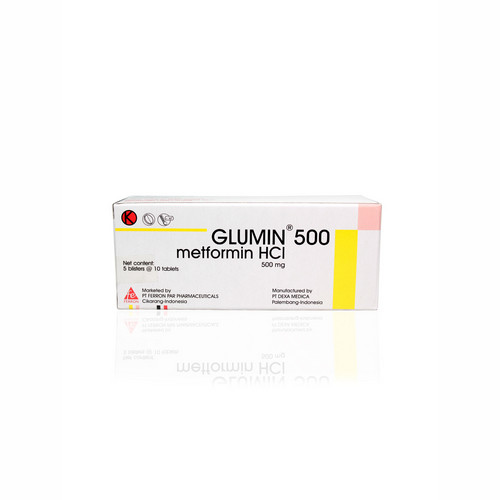 K
GLUMIN® 500
metformin HCl
500 mg
Net content:
5 blisters @ 10 tablets
Marketed by
PT FERRON PAR PHARMACEUTICALS
Cikarang-Indonesia
FERRON
Manufactured by
PT DEXA MEDICA
Palembang-Indonesia